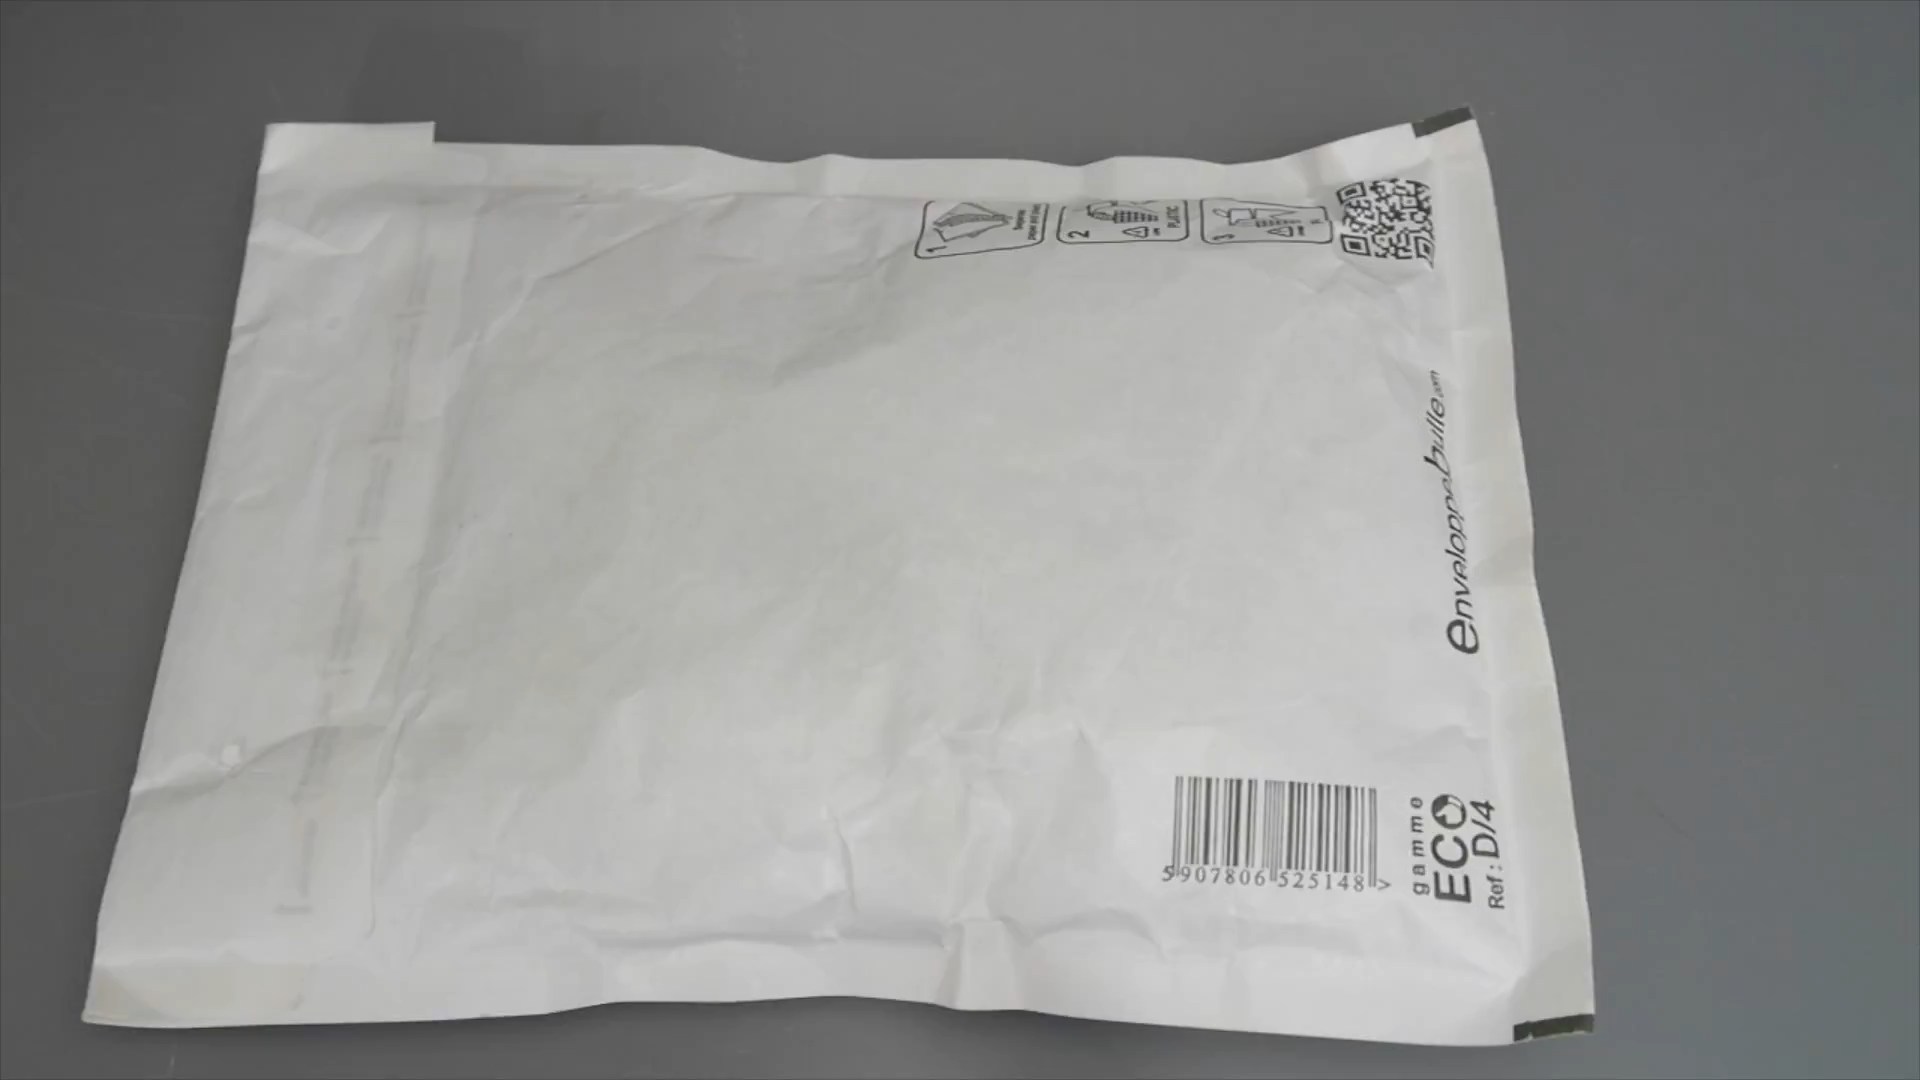 1
2
PLASTIC
3
enveloppebulle.com
5907806525148>
gamme
ECO
Ref : D/4